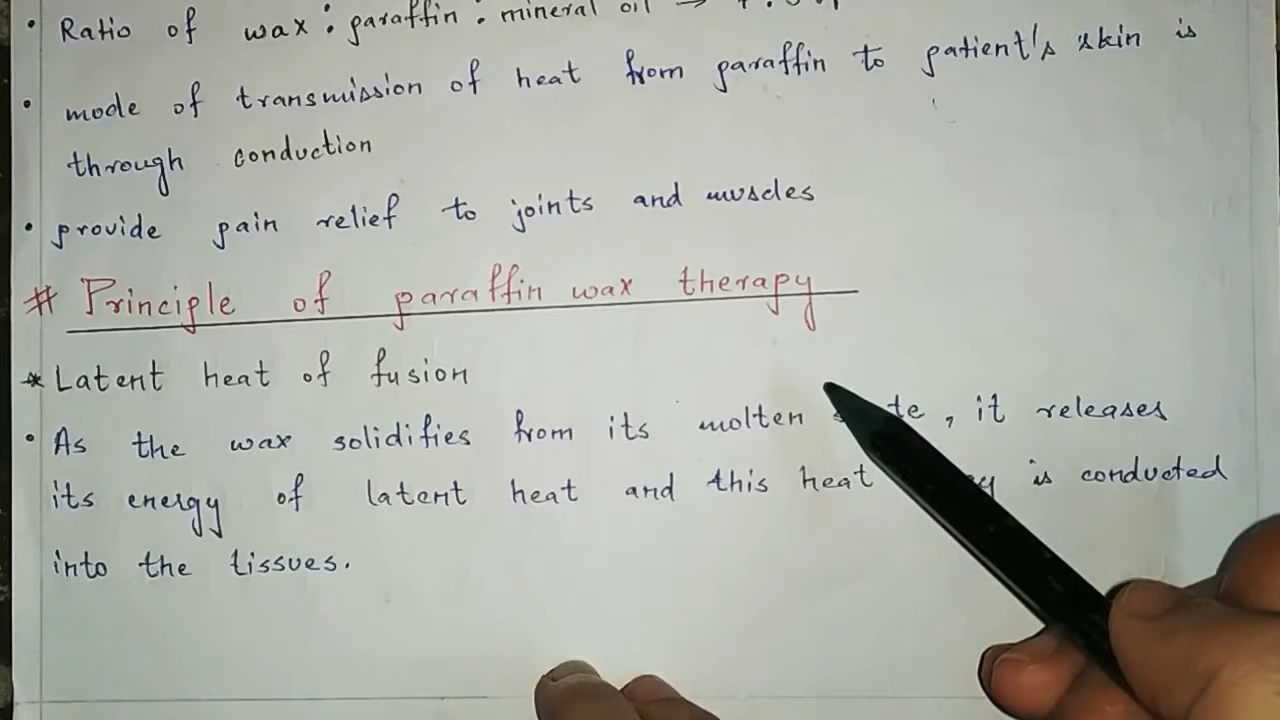 • Ratio of wax : paraffin : mineral oil →
• mode of transmission of heat from paraffin to patient's skin is
through conduction
• provide pain relief to joints and muscles
# Principle of paraffin wax therapy
* Latent heat of fusion
• As the wax solidifies from its molten , it releases
its energy of latent heat and this heat is conducted
into the tissues.